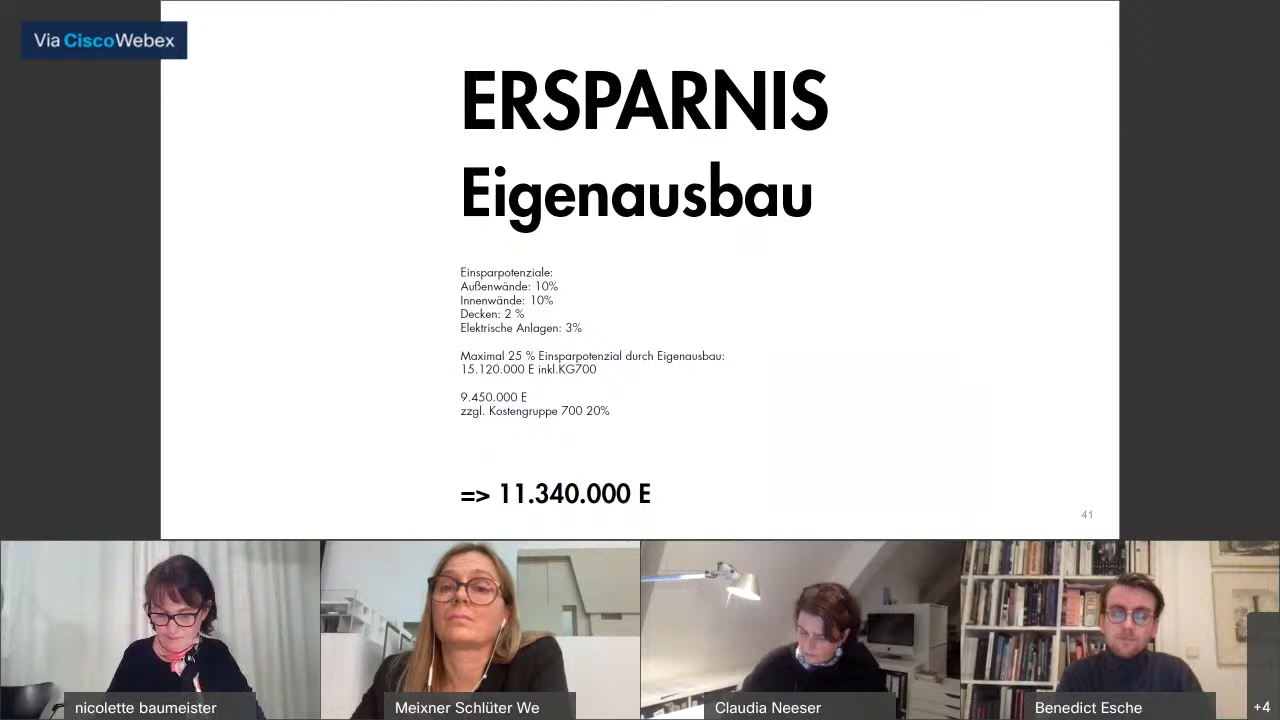 Via Cisco Webex
ERSPARNIS
Eigenausbau
Einsparpotenziale:
Außenwände: 10%
Innenwände: 10%
Decken: 2 %
Elektrische Anlagen: 3%
Maximal 25 % Einsparpotenzial durch Eigenausbau:
15.120.000 E inkl.KG700
9.450.000 E
zzgl. Kostengruppe 700 20%
=> 11.340.000 E
41
nicolette baumeister
Meixner Schlüter We
Claudia Neeser
Benedict Esche
+4